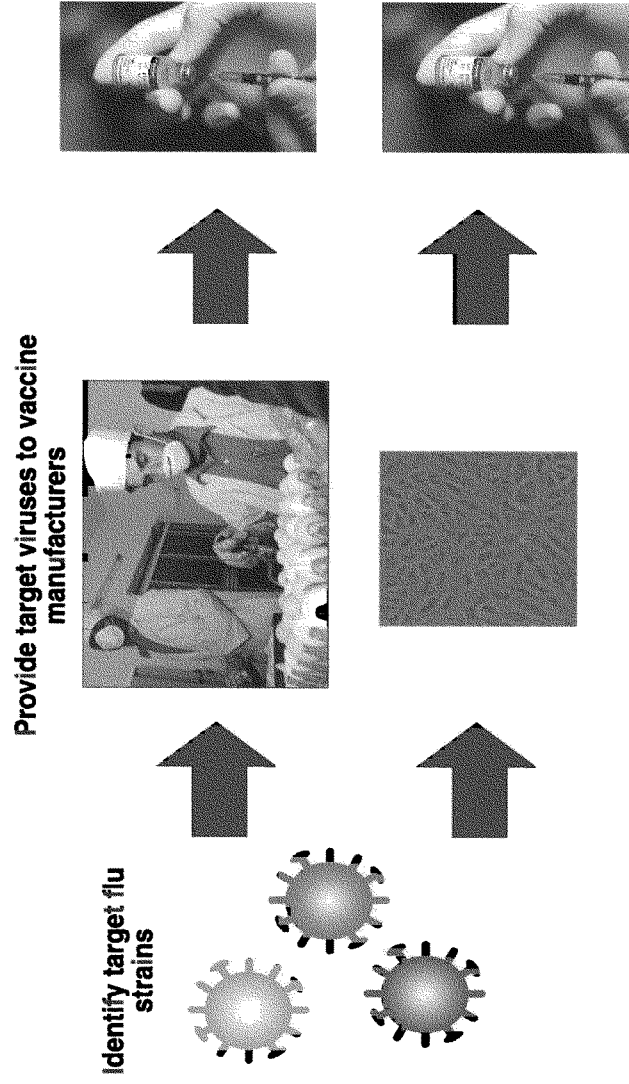 Identify target flu
strains
Provide target viruses to vaccine
manufacturers